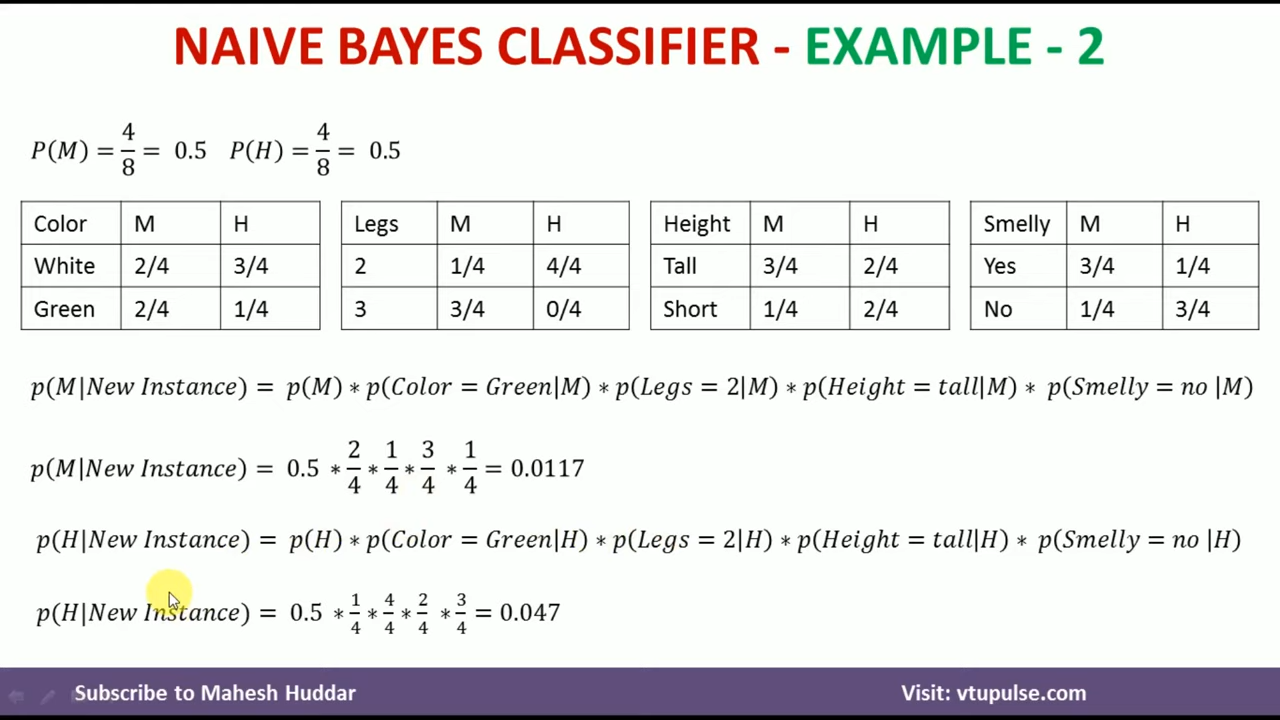 NAIVE BAYES CLASSIFIER - EXAMPLE - 2
P(M) = 4/8 = 0.5 P(H) = 4/8 = 0.5
Color M H
White 2/4 3/4
Green 2/4 1/4
Legs M H
2 1/4 4/4
3 3/4 0/4
Height M H
Tall 3/4 2/4
Short 1/4 2/4
Smelly M H
Yes 3/4 1/4
No 1/4 3/4
p(M|New Instance) = p(M) * p(Color = Green|M) * p(Legs = 2|M) * p(Height = tall|M) * p(Smelly = no |M)
p(M|New Instance) = 0.5 * 2/4 * 1/4 * 3/4 * 1/4 = 0.0117
p(H|New Instance) = p(H) * p(Color = Green|H) * p(Legs = 2|H) * p(Height = tall|H) * p(Smelly = no |H)
p(H|New Instance) = 0.5 * 1/4 * 4/4 * 2/4 * 3/4 = 0.047
Subscribe to Mahesh Huddar
Visit: vtupulse.com